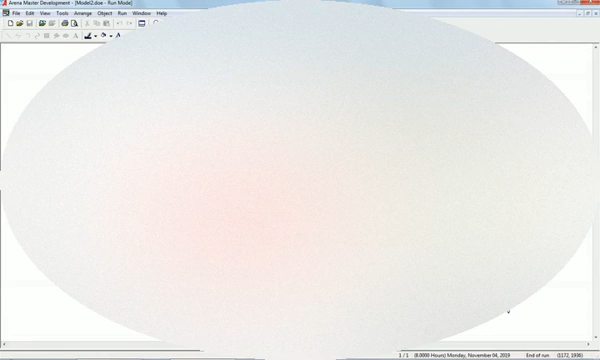 Arena Master Development - [Model2.doe - Run Mode]
File Edit View Tools Arrange Object Run Window Help
1 / 1 (8.0000 Hours) Monday, November 04, 2019 End of run (1172, 1936)